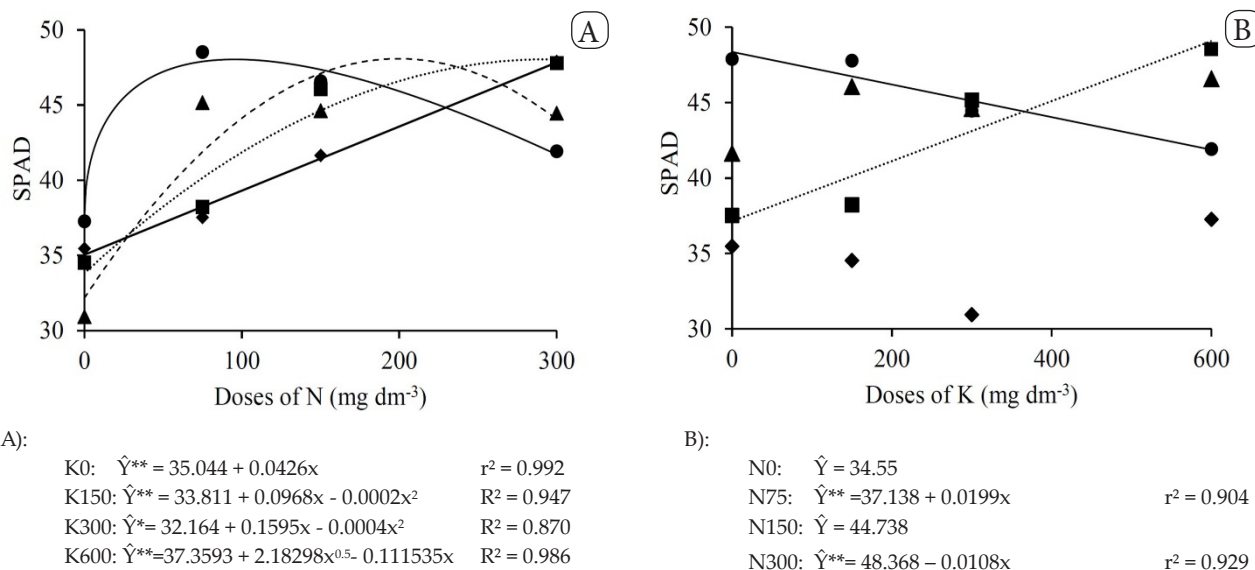 A
50
45
40
35
30
SPAD
0
100
200
300
Doses of N (mg dm⁻³)
B
50
45
40
35
30
SPAD
0
200
400
600
Doses of K (mg dm⁻³)
A):
K0: Ŷ** = 35.044 + 0.0426x r² = 0.992
K150: Ŷ** = 33.811 + 0.0968x - 0.0002x² R² = 0.947
K300: Ŷ*= 32.164 + 0.1595x - 0.0004x² R² = 0.870
K600: Ŷ**=37.3593 + 2.18298x⁰·⁵- 0.111535x R² = 0.986
B):
N0: Ŷ = 34.55
N75: Ŷ** =37.138 + 0.0199x r² = 0.904
N150: Ŷ = 44.738
N300: Ŷ**= 48.368 – 0.0108x r² = 0.929